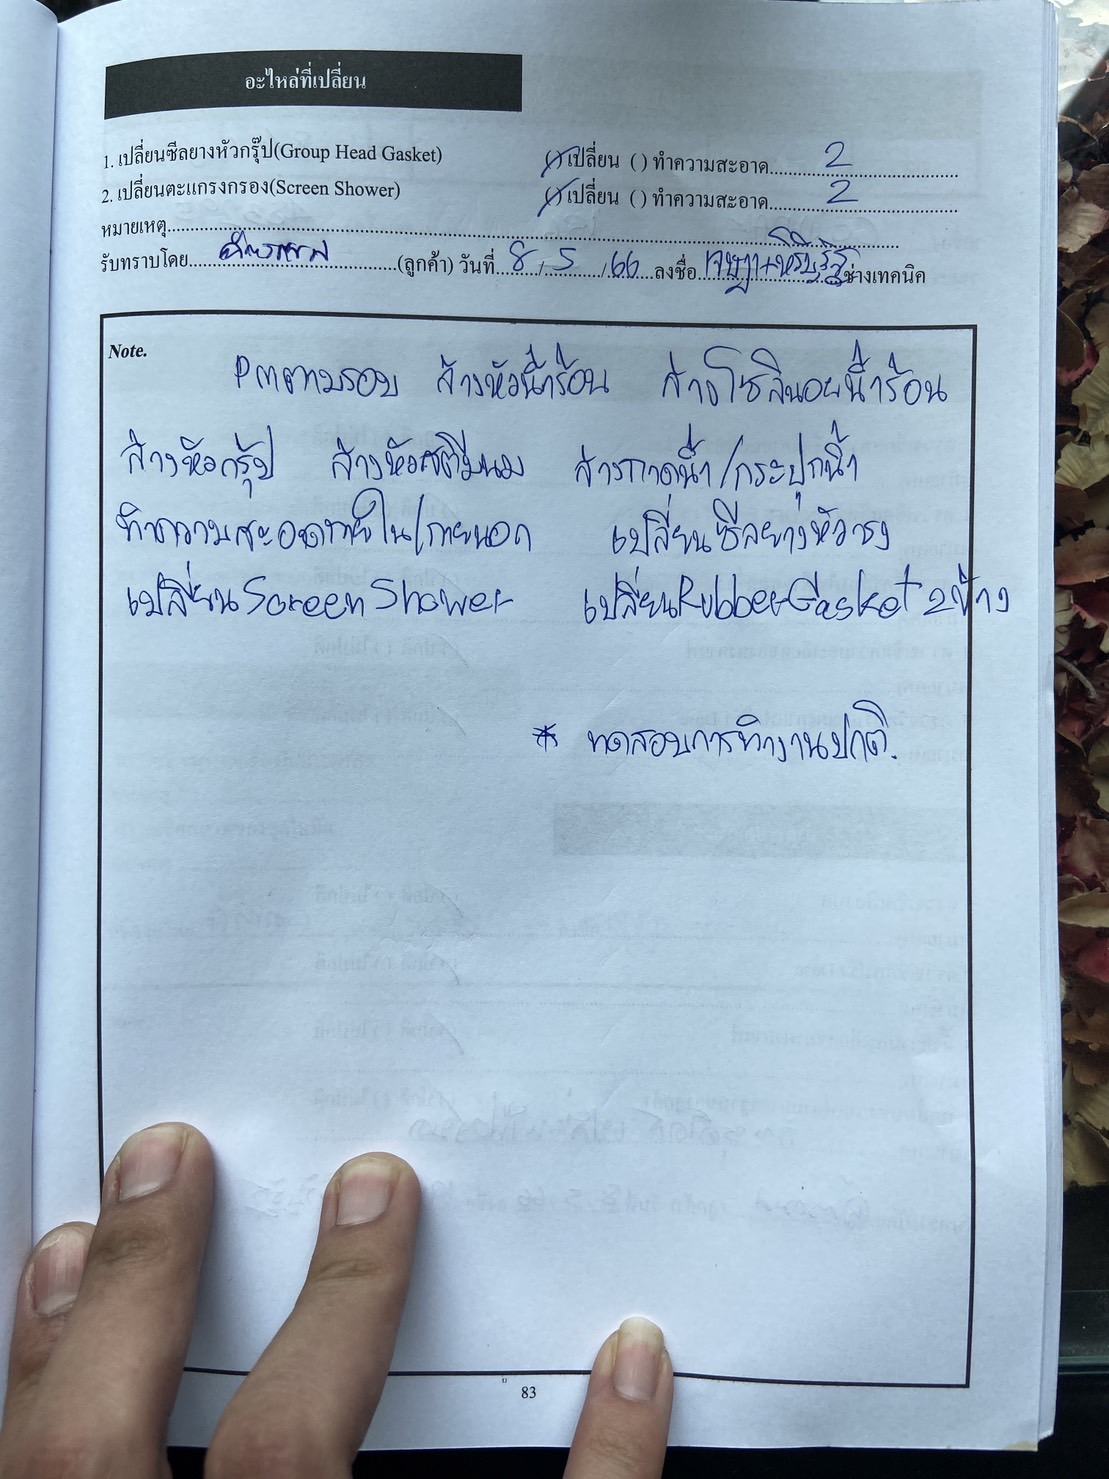 อะไหล่ที่เปลี่ยน
1. เปลี่ยนซีลยางหัวกรุ๊ป(Group Head Gasket) (/)เปลี่ยน ( ) ทำความสะอาด.....2.....
2. เปลี่ยนตะแกรงกรอง(Screen Shower) (/)เปลี่ยน ( ) ทำความสะอาด.....2.....
หมายเหตุ..........
รับทราบโดย..........(ลูกค้า) วันที่ 8/5/66 ลงชื่อ..........ช่างเทคนิค
Note.
PMตามรอบ ล้างหัวน้ำร้อน ล้างโซลินอยน้ำร้อน
ล้างหัวกรุ๊ป ล้างหัวสตีมนม ล้างถาดน้ำ/กระปุกน้ำ
ทำความสะอาดภายใน/ภายนอก เปลี่ยนซีลยางหัวชง
เปลี่ยนScreen Shower เปลี่ยนRubberGasket 2ข้าง
* ทดสอบการทำงานปกติ.
83